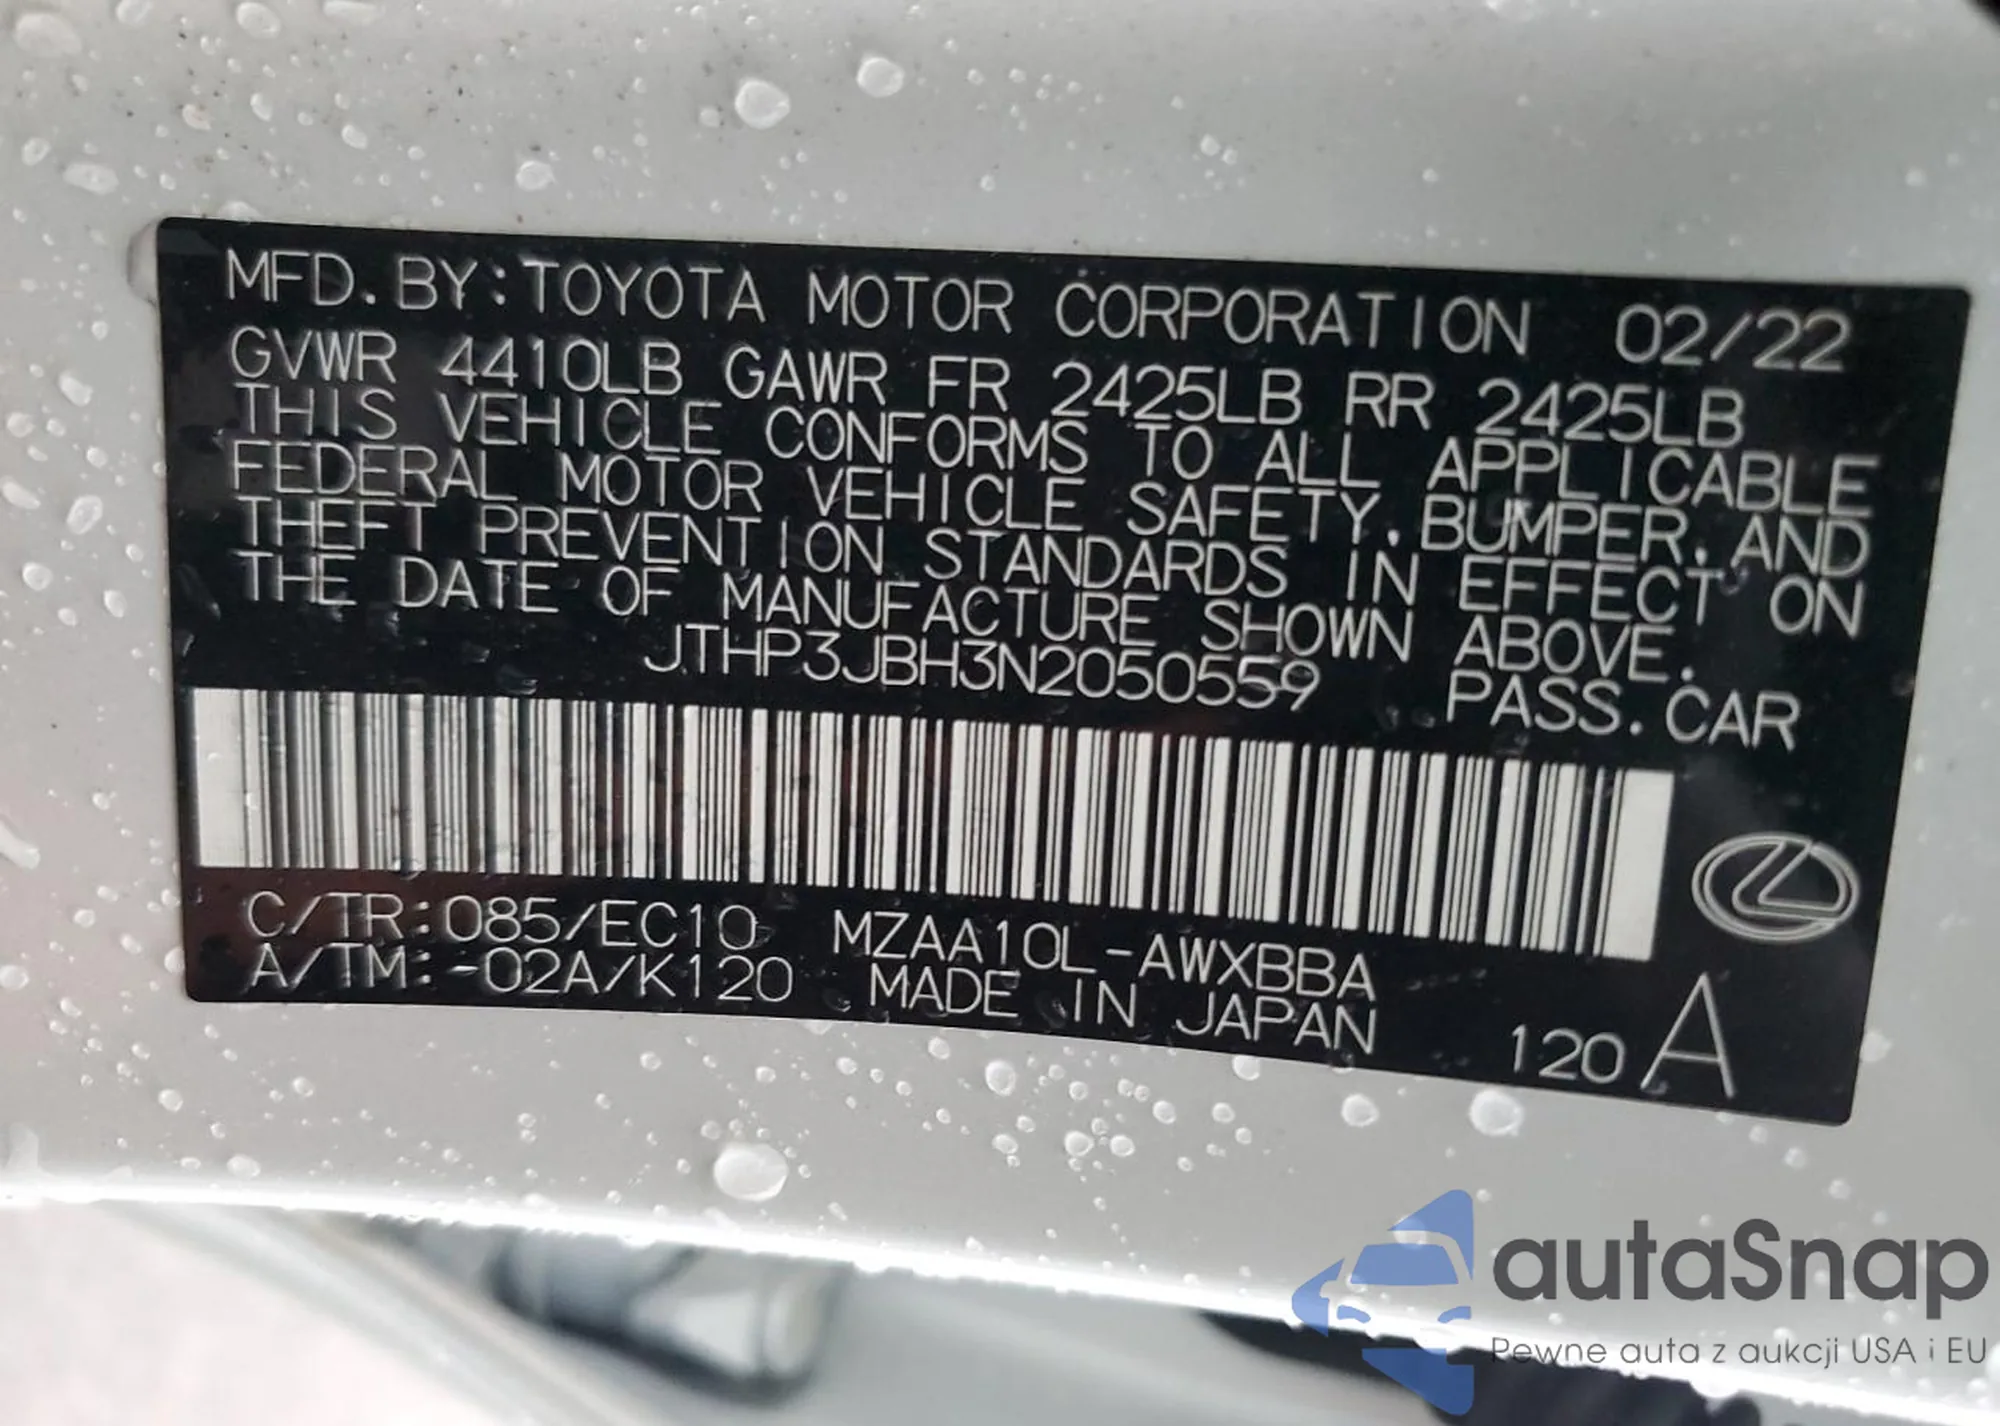 MFD. BY: TOYOTA MOTOR CORPORATION 02/22
GVWR 4410LB GAWR FR 2425LB RR 2425LB
THIS VEHICLE CONFORMS TO ALL APPLICABLE
FEDERAL MOTOR VEHICLE SAFETY, BUMPER, AND
THEFT PREVENTION STANDARDS IN EFFECT ON
THE DATE OF MANUFACTURE SHOWN ABOVE.
JTHP3JBH3N2050559 PASS. CAR
C/TR: 085/EC10 MZAA10L-AWXBBA
A/TM: -02A/K120 MADE IN JAPAN
120 A
autaSnap
Pewne auta z aukcji USA i EU